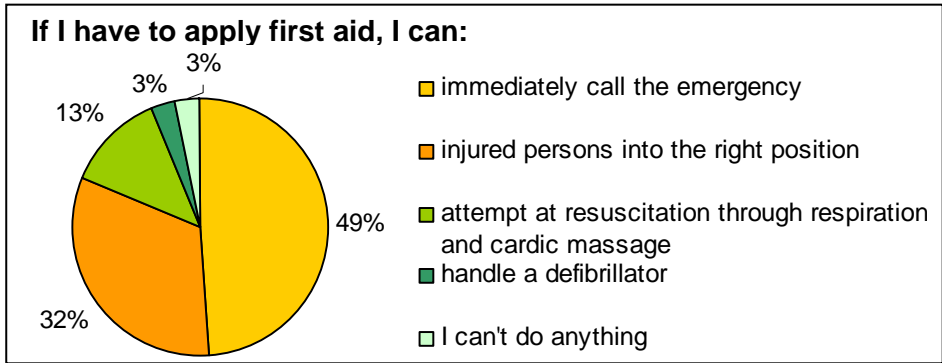 If I have to apply first aid, I can:
3%
3%
13%
49%
32%
immediately call the emergency
injured persons into the right position
attempt at resuscitation through respiration
and cardic massage
handle a defibrillator
I can't do anything